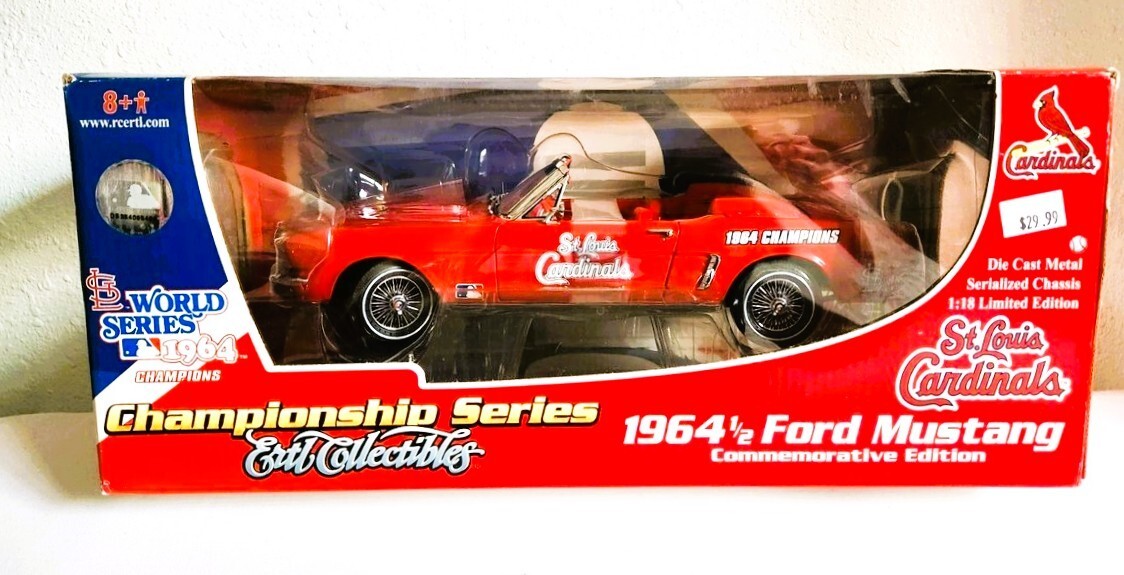 8+
www.rcertl.com
STL
WORLD
SERIES
1964
CHAMPIONS
Championship Series
Ertl Collectibles
St. Louis
Cardinals
1964 CHAMPIONS
Cardinals
$29.99
Die Cast Metal
Serialized Chassis
1:18 Limited Edition
St. Louis
Cardinals
1964½ Ford Mustang
Commemorative Edition